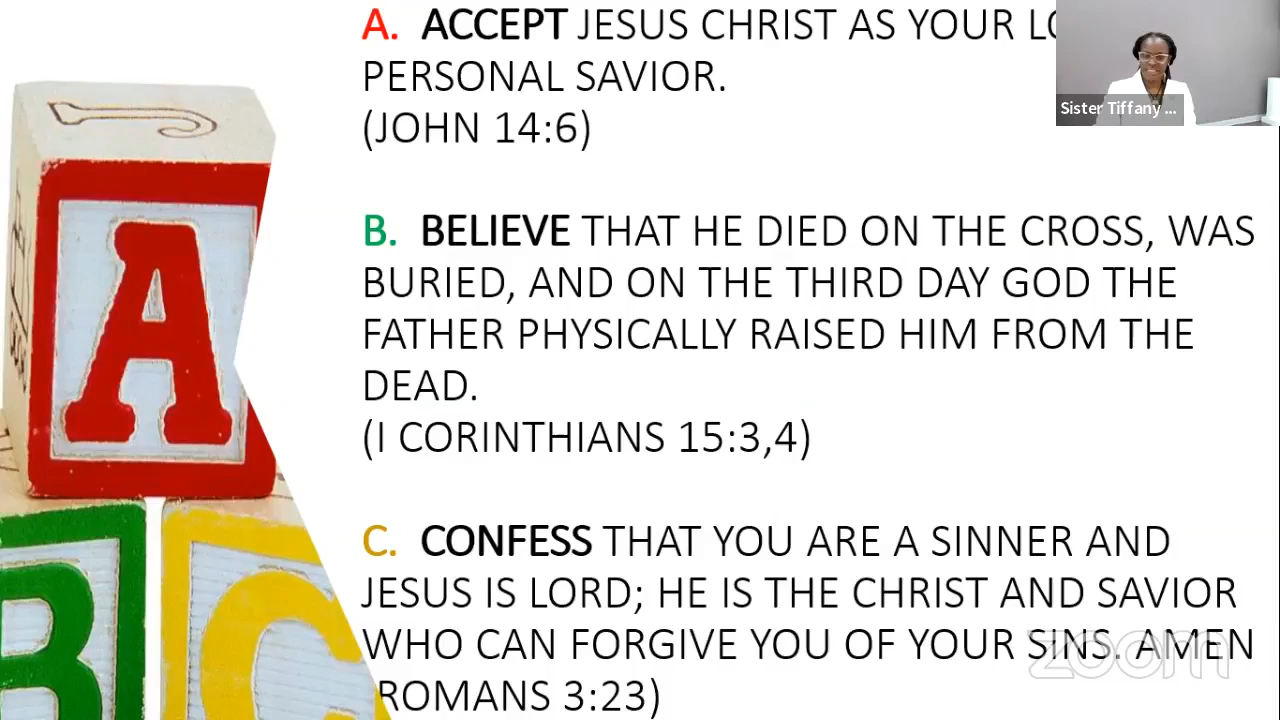 A. ACCEPT JESUS CHRIST AS YOUR
PERSONAL SAVIOR.
(JOHN 14:6)
Sister Tiffany ...
B. BELIEVE THAT HE DIED ON THE CROSS, WAS
BURIED, AND ON THE THIRD DAY GOD THE
FATHER PHYSICALLY RAISED HIM FROM THE
DEAD.
(I CORINTHIANS 15:3,4)
C. CONFESS THAT YOU ARE A SINNER AND
JESUS IS LORD; HE IS THE CHRIST AND SAVIOR
WHO CAN FORGIVE YOU OF YOUR SINS. AMEN
ROMANS 3:23)
zoom
J
A
B
C